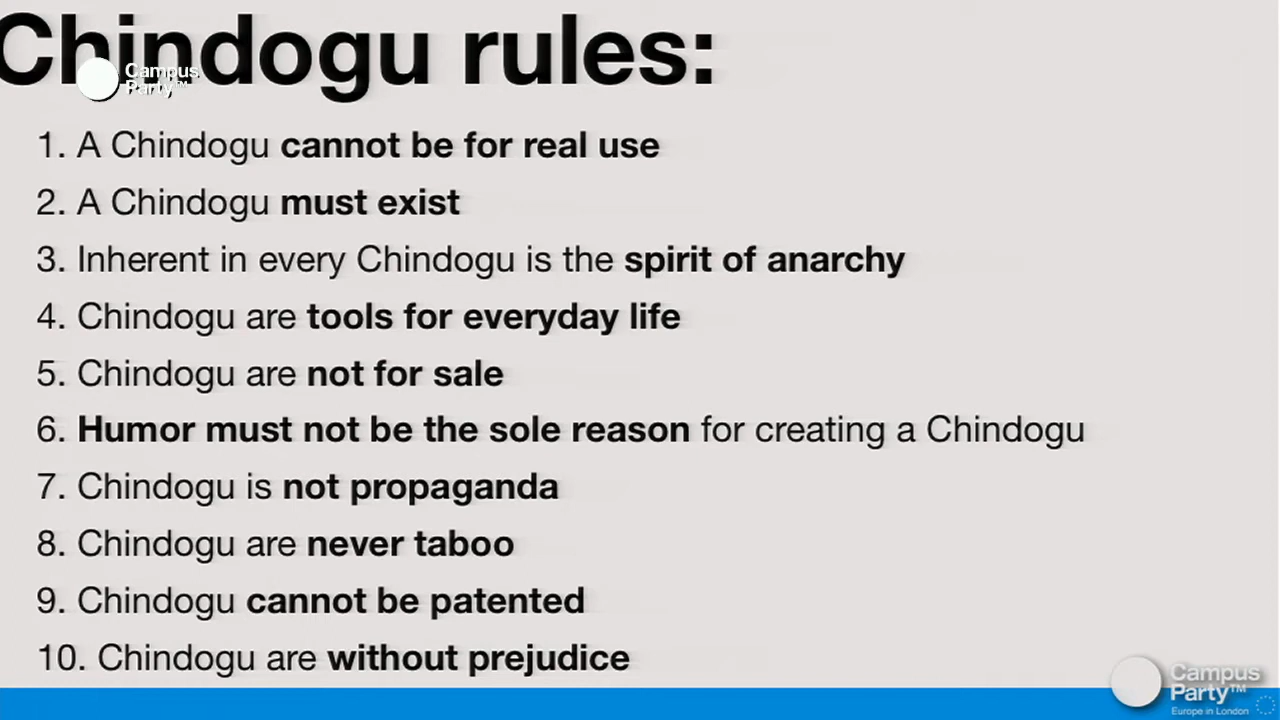 Chindogu rules:
Campus
Party™
1. A Chindogu cannot be for real use
2. A Chindogu must exist
3. Inherent in every Chindogu is the spirit of anarchy
4. Chindogu are tools for everyday life
5. Chindogu are not for sale
6. Humor must not be the sole reason for creating a Chindogu
7. Chindogu is not propaganda
8. Chindogu are never taboo
9. Chindogu cannot be patented
10. Chindogu are without prejudice
Campus
Party™
Europe in London